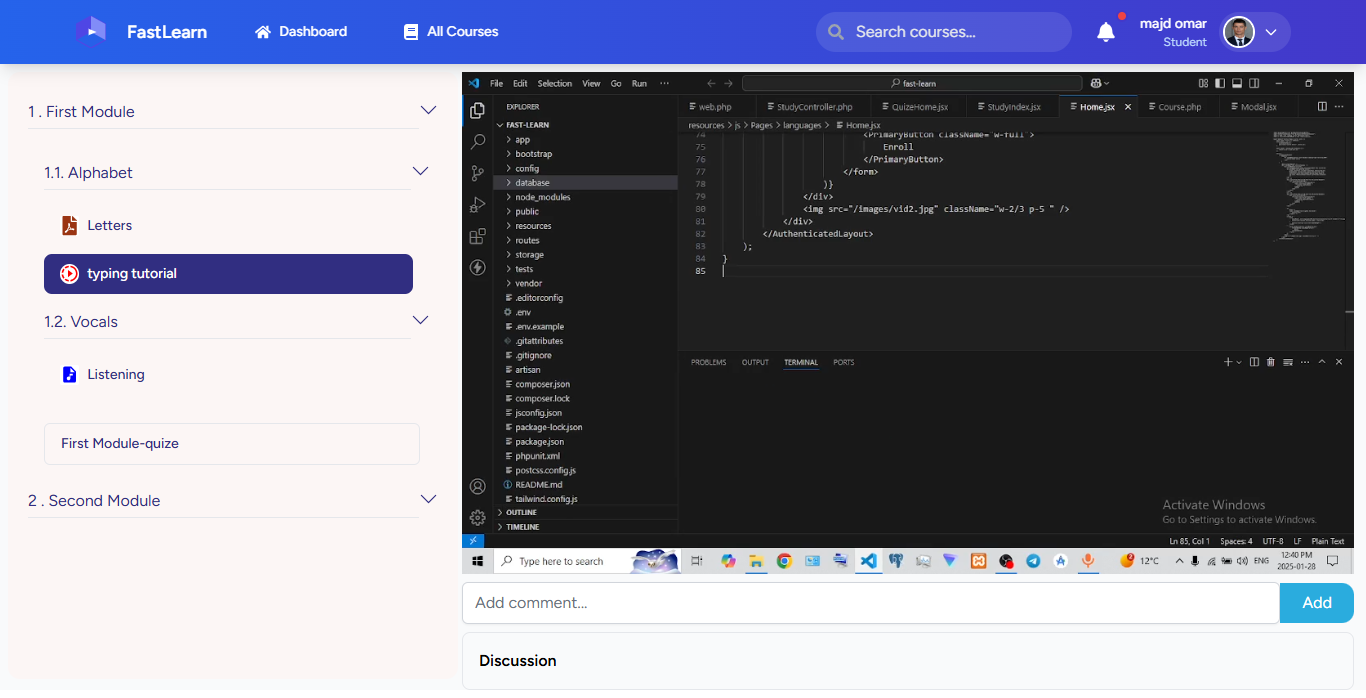 FastLearn Dashboard All Courses Search courses... majd omar
Student
1 . First Module
1.1. Alphabet
Letters
typing tutorial
1.2. Vocals
Listening
First Module-quize
2 . Second Module
File Edit Selection View Go Run ... fast-learn
EXPLORER
FAST-LEARN
app
bootstrap
config
database
node_modules
public
resources
routes
storage
tests
vendor
.editorconfig
.env
.env.example
.gitattributes
.gitignore
artisan
composer.json
composer.lock
jsconfig.json
package-lock.json
package.json
phpunit.xml
postcss.config.js
README.md
tailwind.config.js
OUTLINE
TIMELINE
web.php StudyController.php QuizeHome.jsx StudyIndex.jsx Home.jsx Course.php Modal.jsx
resources > js > Pages > languages > Home.jsx
74 <PrimaryButton className="w-full">
75 Enroll
76 </PrimaryButton>
77 </form>
78 )}
79 </div>
80 <img src="/images/vid2.jpg" className="w-2/3 p-5 " />
81 </div>
82 </AuthenticatedLayout>
83 );
84 }
85
PROBLEMS OUTPUT TERMINAL PORTS
Activate Windows
Go to Settings to activate Windows.
Ln 85, Col 1 Spaces: 4 UTF-8 LF Plain Text
Type here to search 2 12°C ENG 12:40 PM
2025-01-28
Add comment... Add
Discussion